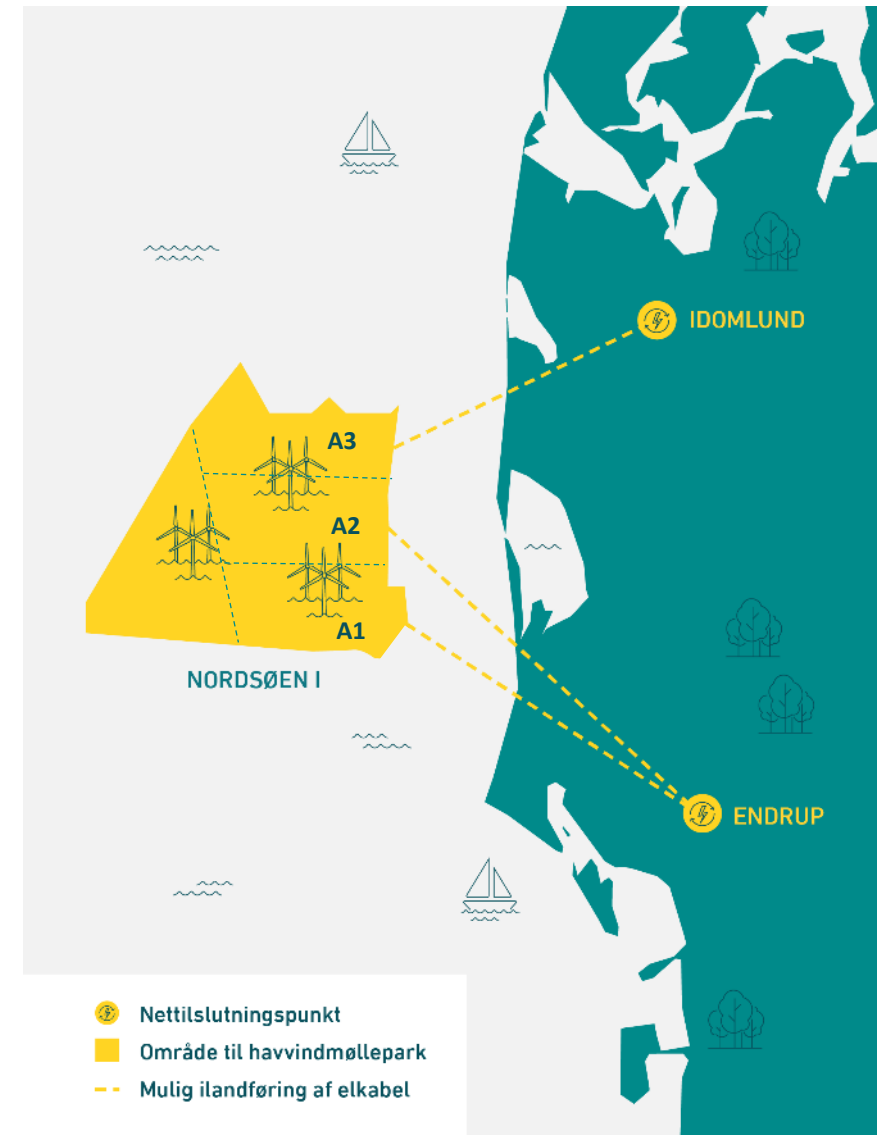 IDOMLUND
A3
A2
A1
NORDSØEN I
ENDRUP
Nettilslutningspunkt
Område til havvindmøllepark
Mulig ilandføring af elkabel